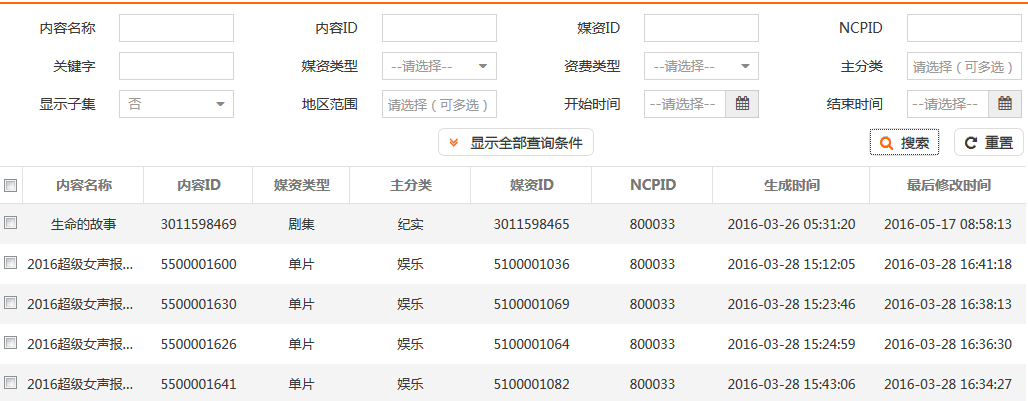 内容名称 内容ID 媒资ID NCPID
关键字 媒资类型 --请选择-- 资费类型 --请选择-- 主分类 请选择（可多选）
显示子集 否 地区范围 请选择（可多选） 开始时间 --请选择-- 结束时间 --请选择--
显示全部查询条件 搜索 重置
内容名称 内容ID 媒资类型 主分类 媒资ID NCPID 生成时间 最后修改时间
生命的故事 3011598469 剧集 纪实 3011598465 800033 2016-03-26 05:31:20 2016-05-17 08:58:13
2016超级女声报... 5500001600 单片 娱乐 5100001036 800033 2016-03-28 15:12:05 2016-03-28 16:41:18
2016超级女声报... 5500001630 单片 娱乐 5100001069 800033 2016-03-28 15:23:46 2016-03-28 16:38:13
2016超级女声报... 5500001626 单片 娱乐 5100001064 800033 2016-03-28 15:24:59 2016-03-28 16:36:30
2016超级女声报... 5500001641 单片 娱乐 5100001082 800033 2016-03-28 15:43:06 2016-03-28 16:34:27